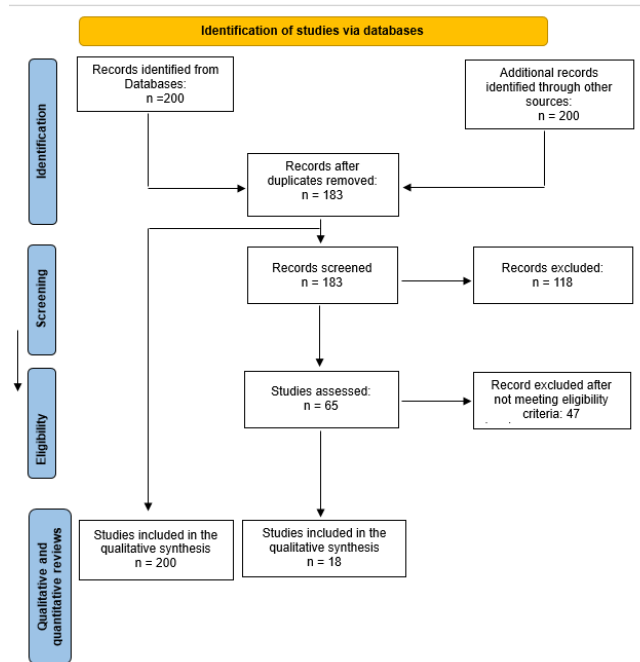 Identification of studies via databases
Records identified from
Databases:
n =200
Additional records
identified through other
sources:
n = 200
Identification
Records after
duplicates removed:
n = 183
Screening
Records screened
n = 183
Records excluded:
n = 118
Eligibility
Studies assessed:
n = 65
Record excluded after
not meeting eligibility
criteria: 47
Qualitative and
quantitative reviews
Studies included in the
qualitative synthesis
n = 200
Studies included in the
qualitative synthesis
n = 18